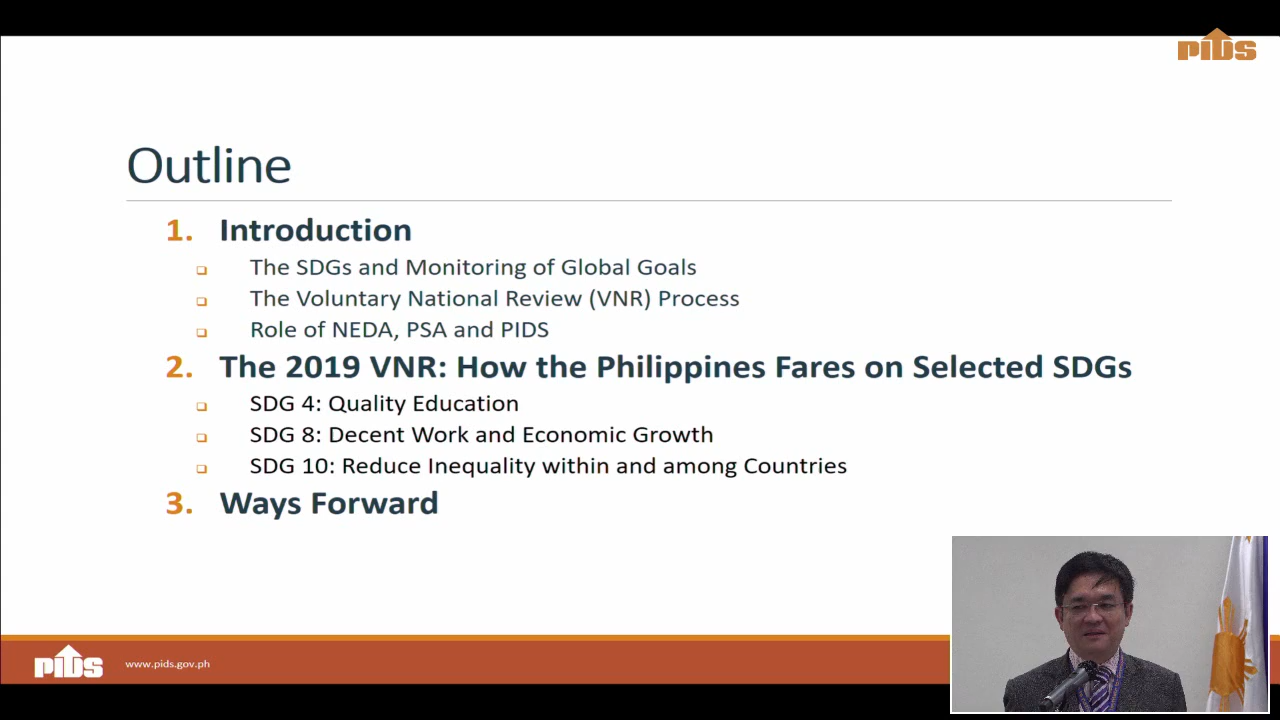 PIDS
Outline
1. Introduction
❑ The SDGs and Monitoring of Global Goals
❑ The Voluntary National Review (VNR) Process
❑ Role of NEDA, PSA and PIDS
2. The 2019 VNR: How the Philippines Fares on Selected SDGs
❑ SDG 4: Quality Education
❑ SDG 8: Decent Work and Economic Growth
❑ SDG 10: Reduce Inequality within and among Countries
3. Ways Forward
PIDS
www.pids.gov.ph